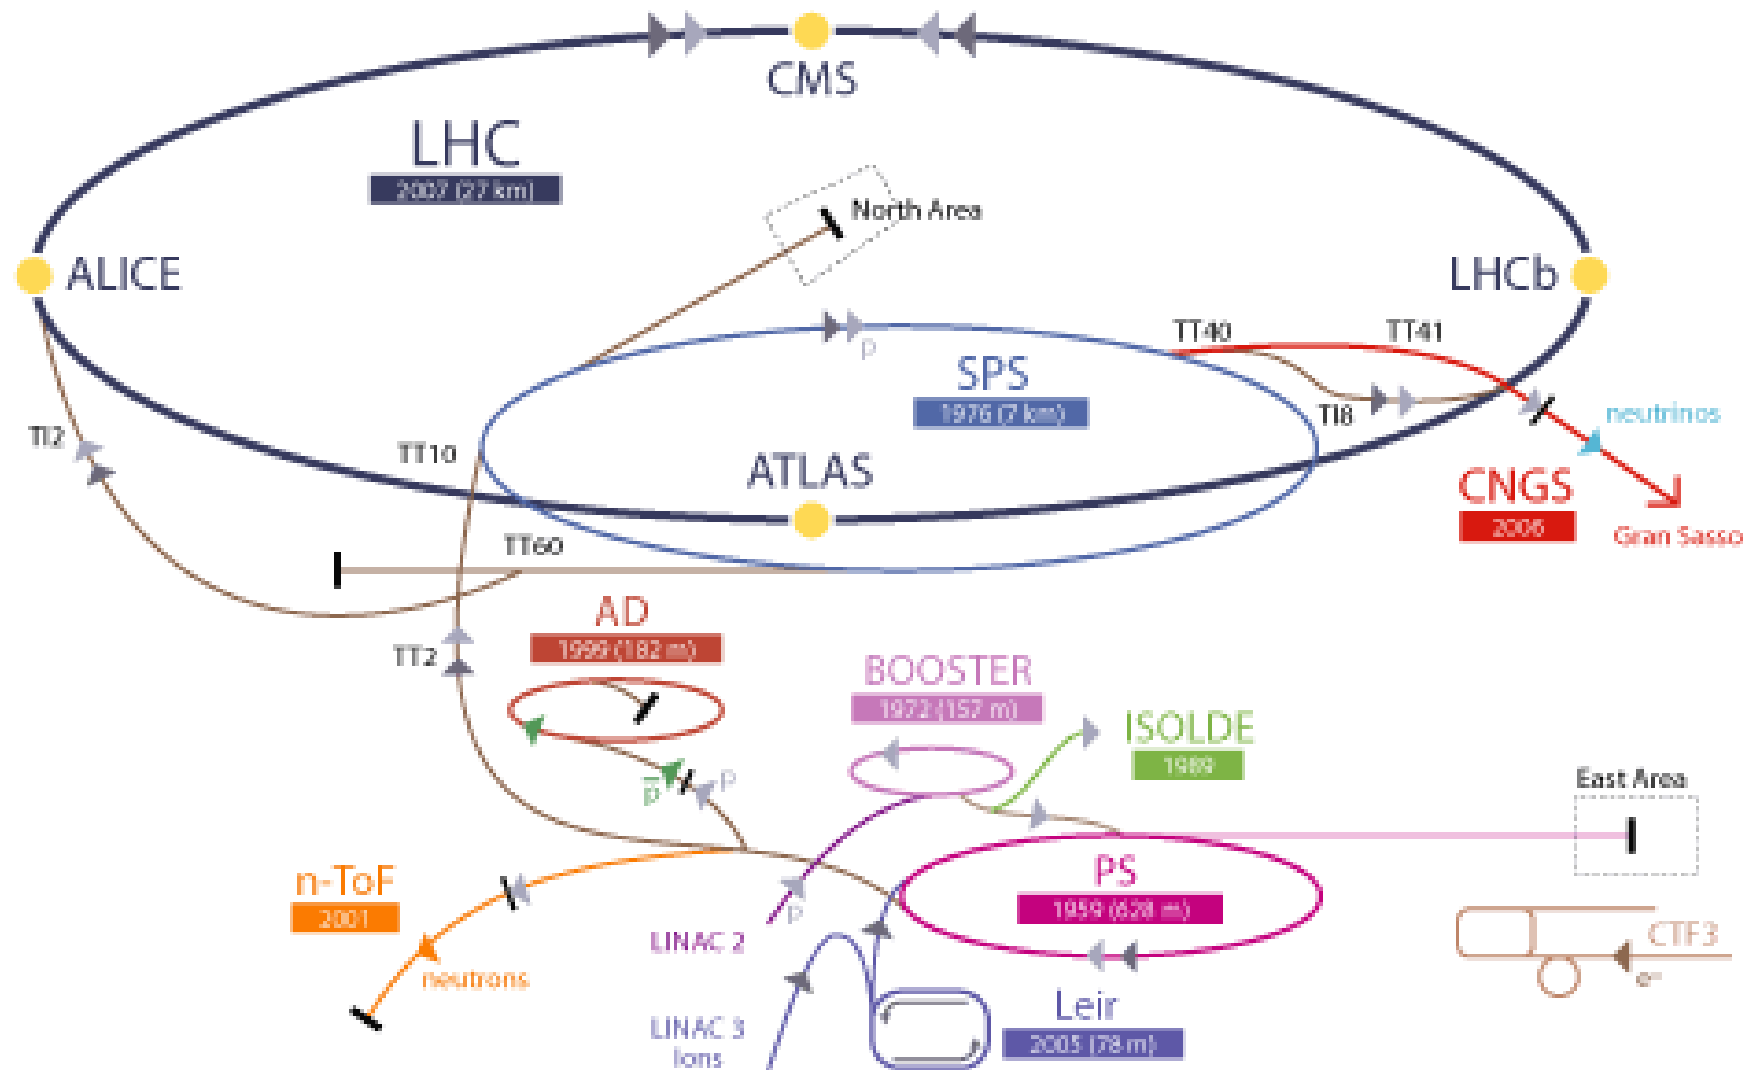 CMS
LHC
2007 (27 km)
North Area
ALICE
LHCb
TT40
TT41
p
SPS
1976 (7 km)
TI8
neutrinos
TI2
TT10
ATLAS
CNGS
2006
Gran Sasso
TT60
AD
1999 (182 m)
TT2
BOOSTER
1972 (157 m)
ISOLDE
1989
p
p̅
East Area
n-ToF
2001
PS
1959 (628 m)
p
LINAC 2
CTF3
e-
neutrons
Leir
2005 (78 m)
LINAC 3
Ions